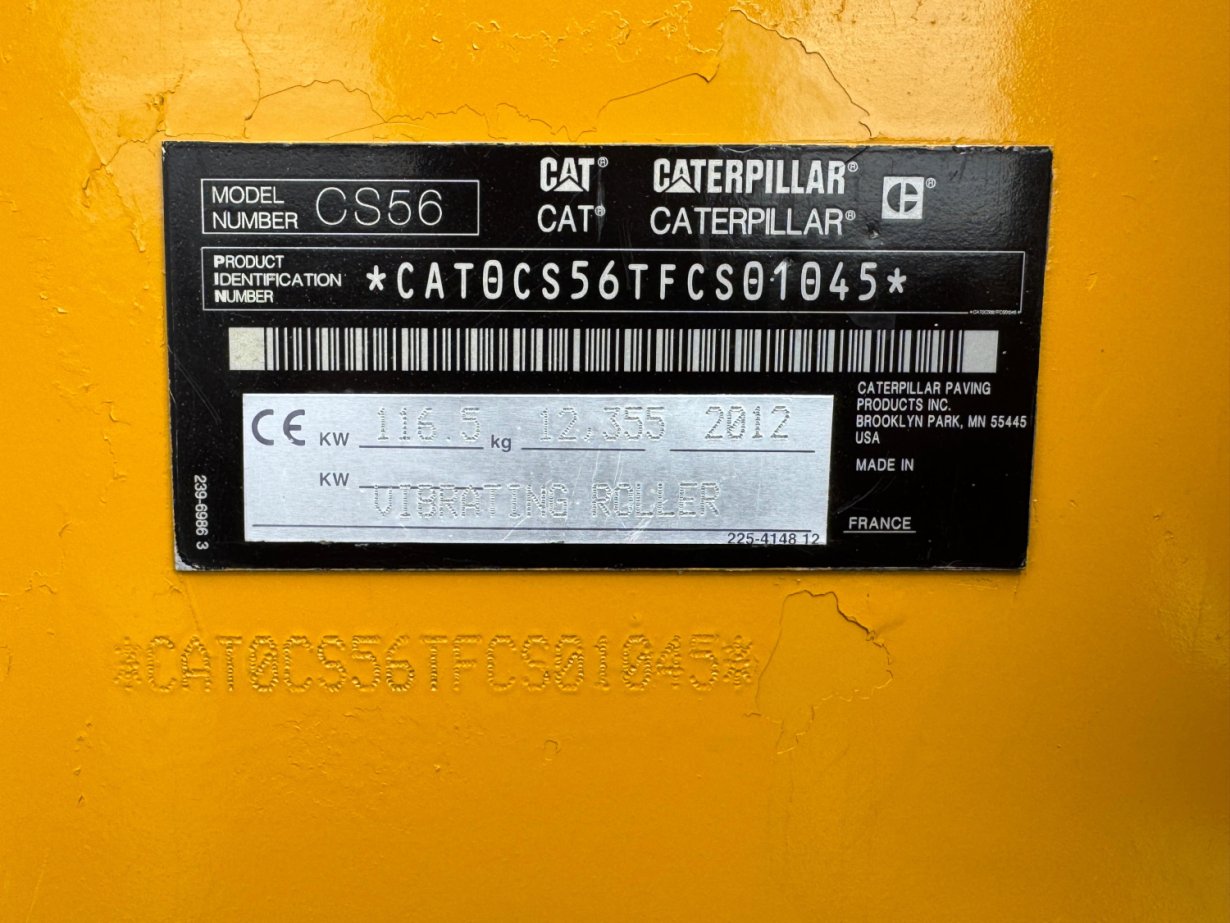 CAT® CATERPILLAR®
CAT® CATERPILLAR®
MODEL
NUMBER CS56
PRODUCT
IDENTIFICATION
NUMBER *CAT0CS56TFCS01045*
CE KW 116.5 kg 12,355 2012
KW VIBRATING ROLLER
225-4148 12
CATERPILLAR PAVING
PRODUCTS INC.
BROOKLYN PARK, MN 55445
USA
MADE IN
FRANCE
239-6986 3
*CAT0CS56TFCS01045*